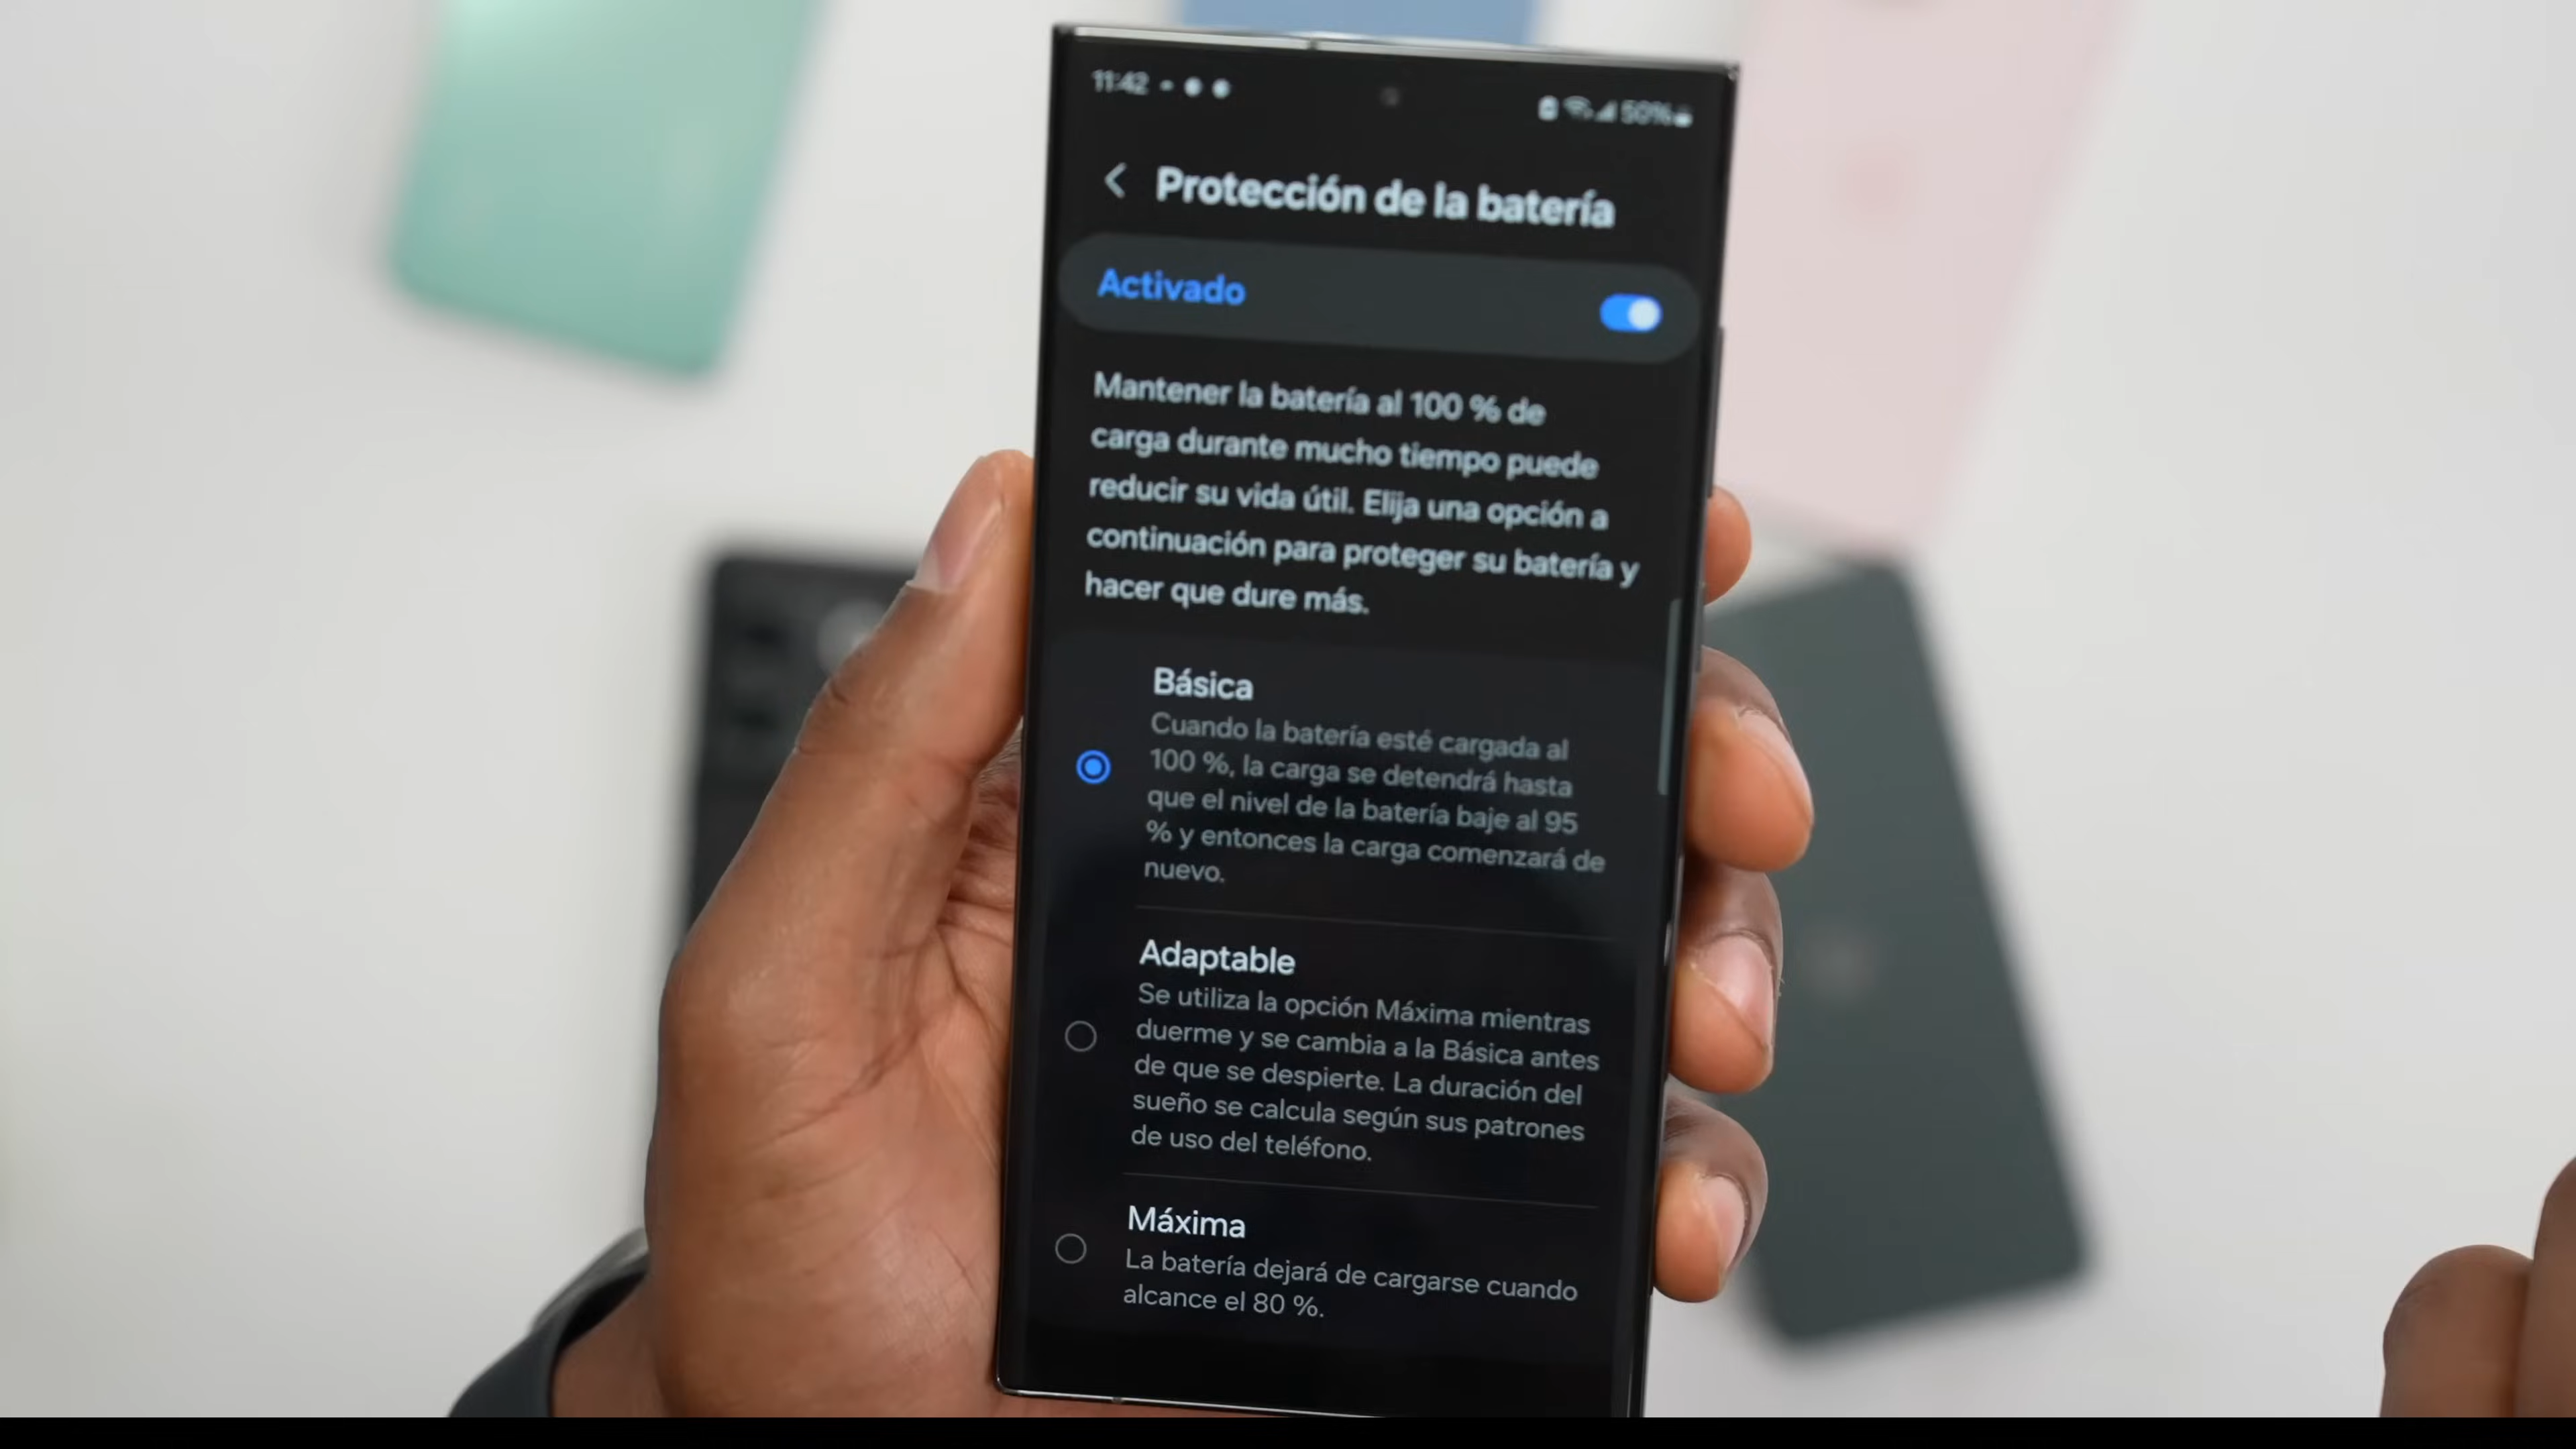 11:42
50%
Protección de la batería
Activado
Mantener la batería al 100 % de
carga durante mucho tiempo puede
reducir su vida útil. Elija una opción a
continuación para proteger su batería y
hacer que dure más.
Básica
Cuando la batería esté cargada al
100 %, la carga se detendrá hasta
que el nivel de la batería baje al 95
% y entonces la carga comenzará de
nuevo.
Adaptable
Se utiliza la opción Máxima mientras
duerme y se cambia a la Básica antes
de que se despierte. La duración del
sueño se calcula según sus patrones
de uso del teléfono.
Máxima
La batería dejará de cargarse cuando
alcance el 80 %.